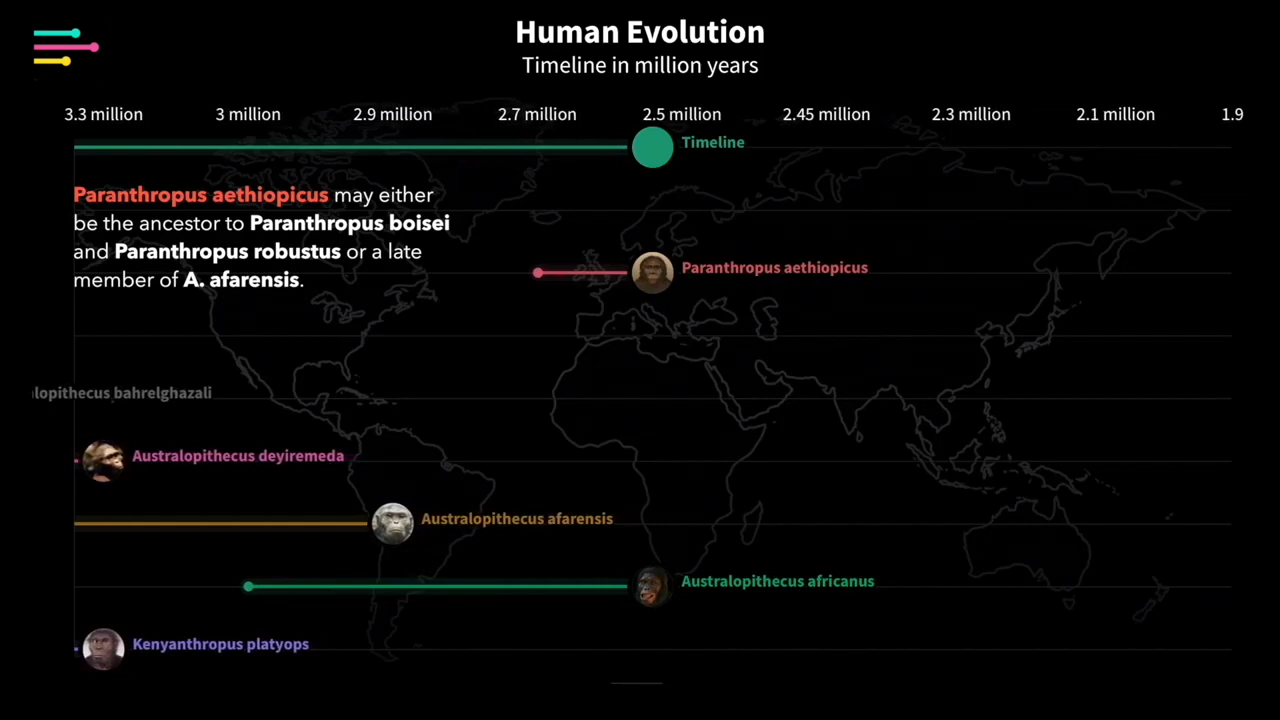 Human Evolution
Timeline in million years
3.3 million 3 million 2.9 million 2.7 million 2.5 million 2.45 million 2.3 million 2.1 million 1.9
Timeline
Paranthropus aethiopicus may either
be the ancestor to Paranthropus boisei
and Paranthropus robustus or a late
member of A. afarensis.
Paranthropus aethiopicus
lopithecus bahrelghazali
Australopithecus deyiremeda
Australopithecus afarensis
Australopithecus africanus
Kenyanthropus platyops